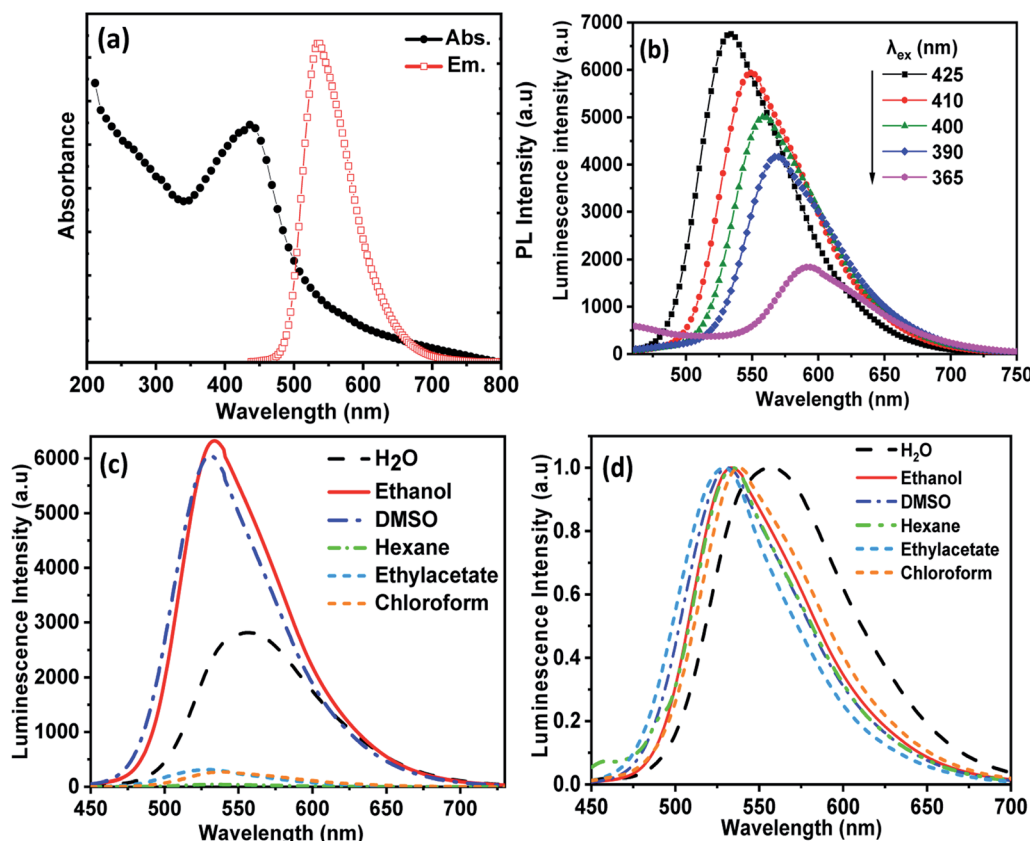 (a)
Abs.
Em.
Absorbance
PL Intensity (a.u)
200 300 400 500 600 700 800
Wavelength (nm)
(b)
λex (nm)
425
410
400
390
365
7000
6000
5000
4000
3000
2000
1000
0
Luminescence intensity (a.u)
500 550 600 650 700 750
Wavelength (nm)
(c)
H2O
Ethanol
DMSO
Hexane
Ethylacetate
Chloroform
6000
5000
4000
3000
2000
1000
0
Luminescence Intensity (a.u)
450 500 550 600 650 700
Wavelength (nm)
(d)
H2O
Ethanol
DMSO
Hexane
Ethylacetate
Chloroform
1.0
0.8
0.6
0.4
0.2
0.0
Luminescence Intensity (a.u)
450 500 550 600 650 700
Wavelength (nm)